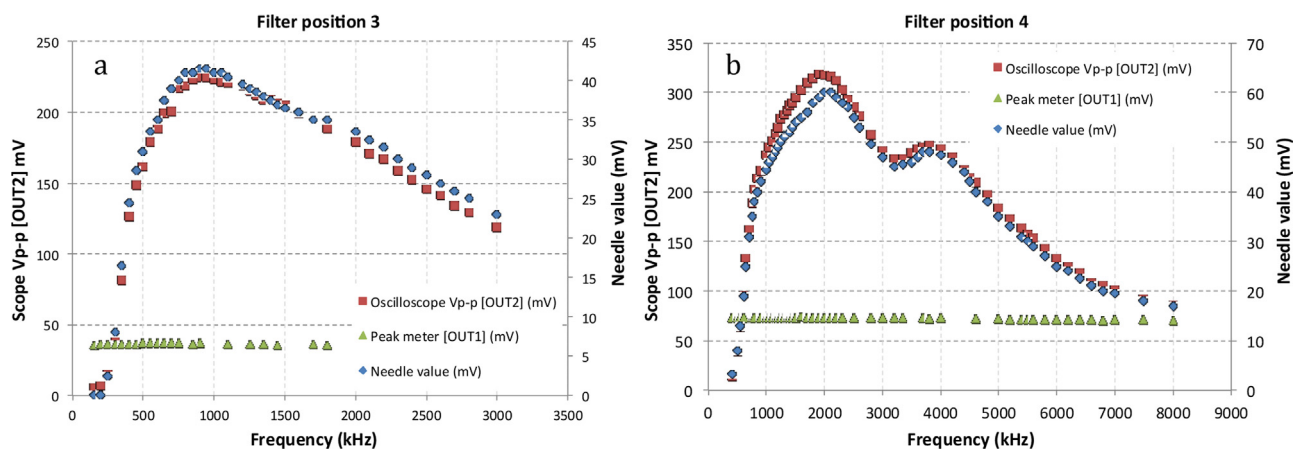 Filter position 3
a
Scope Vp-p [OUT2] mV
250
200
150
100
50
0
45
40
35
30
25
20
15
10
5
0
Needle value (mV)
Oscilloscope Vp-p [OUT2] (mV)
Peak meter [OUT1] (mV)
Needle value (mV)
0 500 1000 1500 2000 2500 3000 3500
Frequency (kHz)
Filter position 4
b
Scope Vp-p [OUT2] mV
350
300
250
200
150
100
50
0
70
60
50
40
30
20
10
0
Needle value (mV)
Oscilloscope Vp-p [OUT2] (mV)
Peak meter [OUT1] (mV)
Needle value (mV)
0 1000 2000 3000 4000 5000 6000 7000 8000 9000
Frequency (kHz)